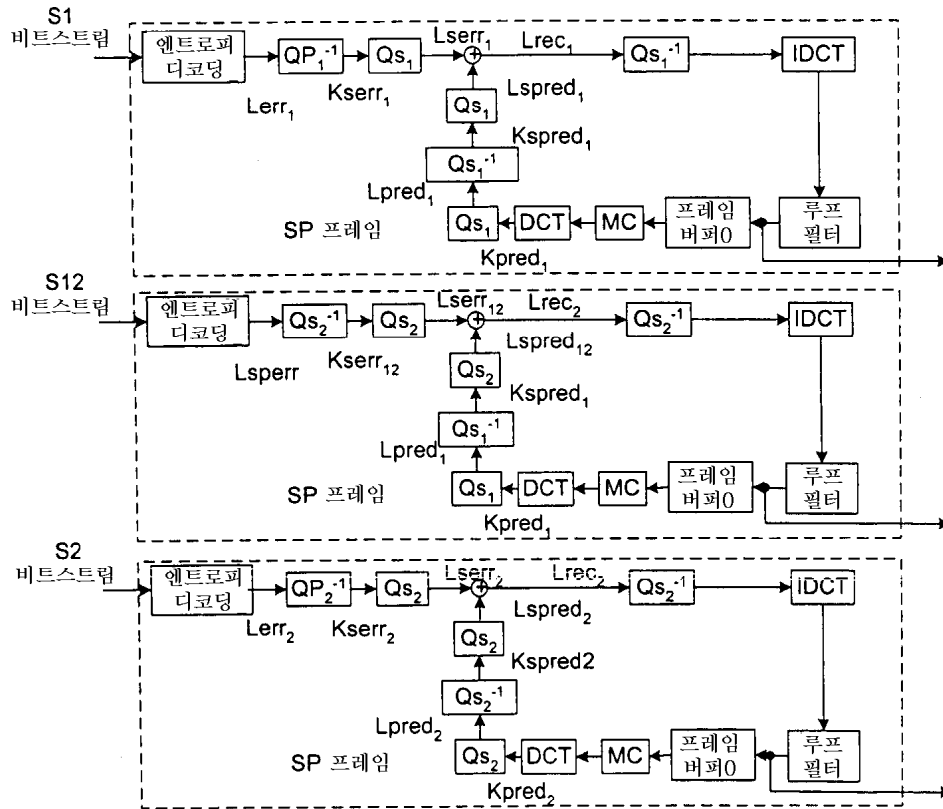 S1
비트스트림
엔트로피
디코딩
QP₁⁻¹
Qs₁
Lserr₁
Lrec₁
Qs₁⁻¹
IDCT
Lerr₁
Kserr₁
Lspred₁
Qs₁
Kspred₁
Qs₁⁻¹
Lpred₁
SP 프레임
Qs₁
DCT
MC
프레임
버퍼0
루프
필터
Kpred₁
S12
비트스트림
엔트로피
디코딩
Qs₂⁻¹
Qs₂
Lserr₁₂
Lrec₂
Qs₂⁻¹
IDCT
Lsperr
Kserr₁₂
Lspred₁₂
Qs₂
Kspred₁
Qs₁⁻¹
Lpred₁
SP 프레임
Qs₁
DCT
MC
프레임
버퍼0
루프
필터
Kpred₁
S2
비트스트림
엔트로피
디코딩
QP₂⁻¹
Qs₂
Lserr₂
Lrec₂
Qs₂⁻¹
IDCT
Lerr₂
Kserr₂
Lspred₂
Qs₂
Kspred2
Qs₂⁻¹
Lpred₂
SP 프레임
Qs₂
DCT
MC
프레임
버퍼0
루프
필터
Kpred₂